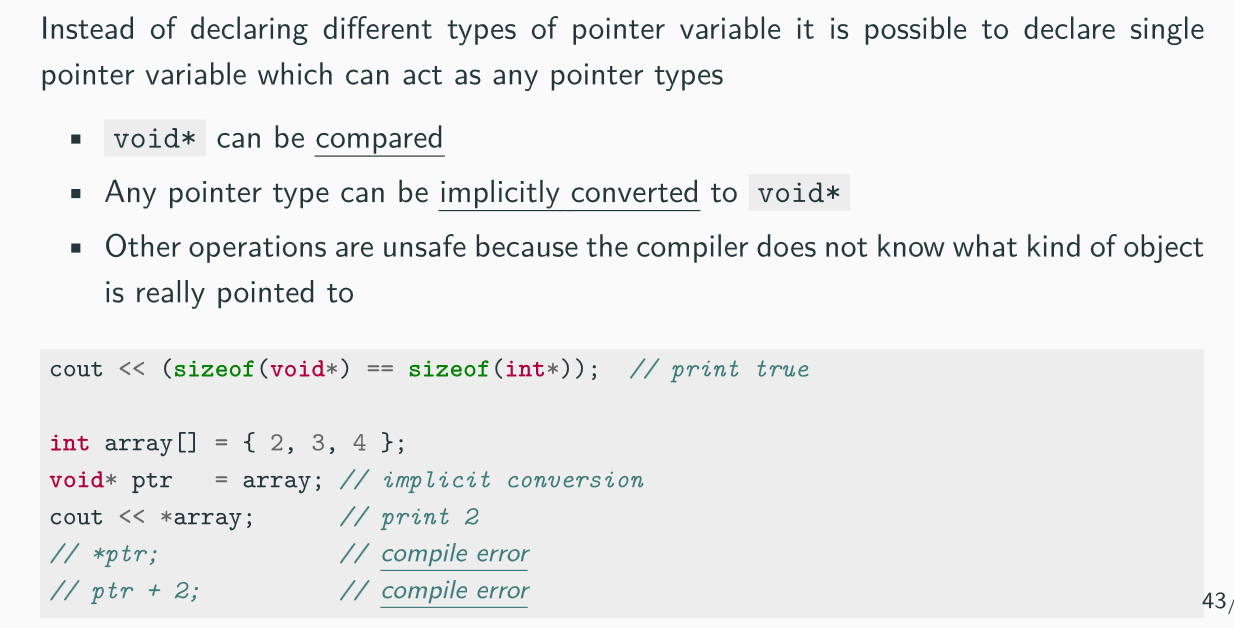 Instead of declaring different types of pointer variable it is possible to declare single
pointer variable which can act as any pointer types
▪ void* can be compared
▪ Any pointer type can be implicitly converted to void*
▪ Other operations are unsafe because the compiler does not know what kind of object
is really pointed to
cout << (sizeof(void*) == sizeof(int*)); // print true
int array[] = { 2, 3, 4 };
void* ptr = array; // implicit conversion
cout << *array; // print 2
// *ptr; // compile error
// ptr + 2; // compile error
43/